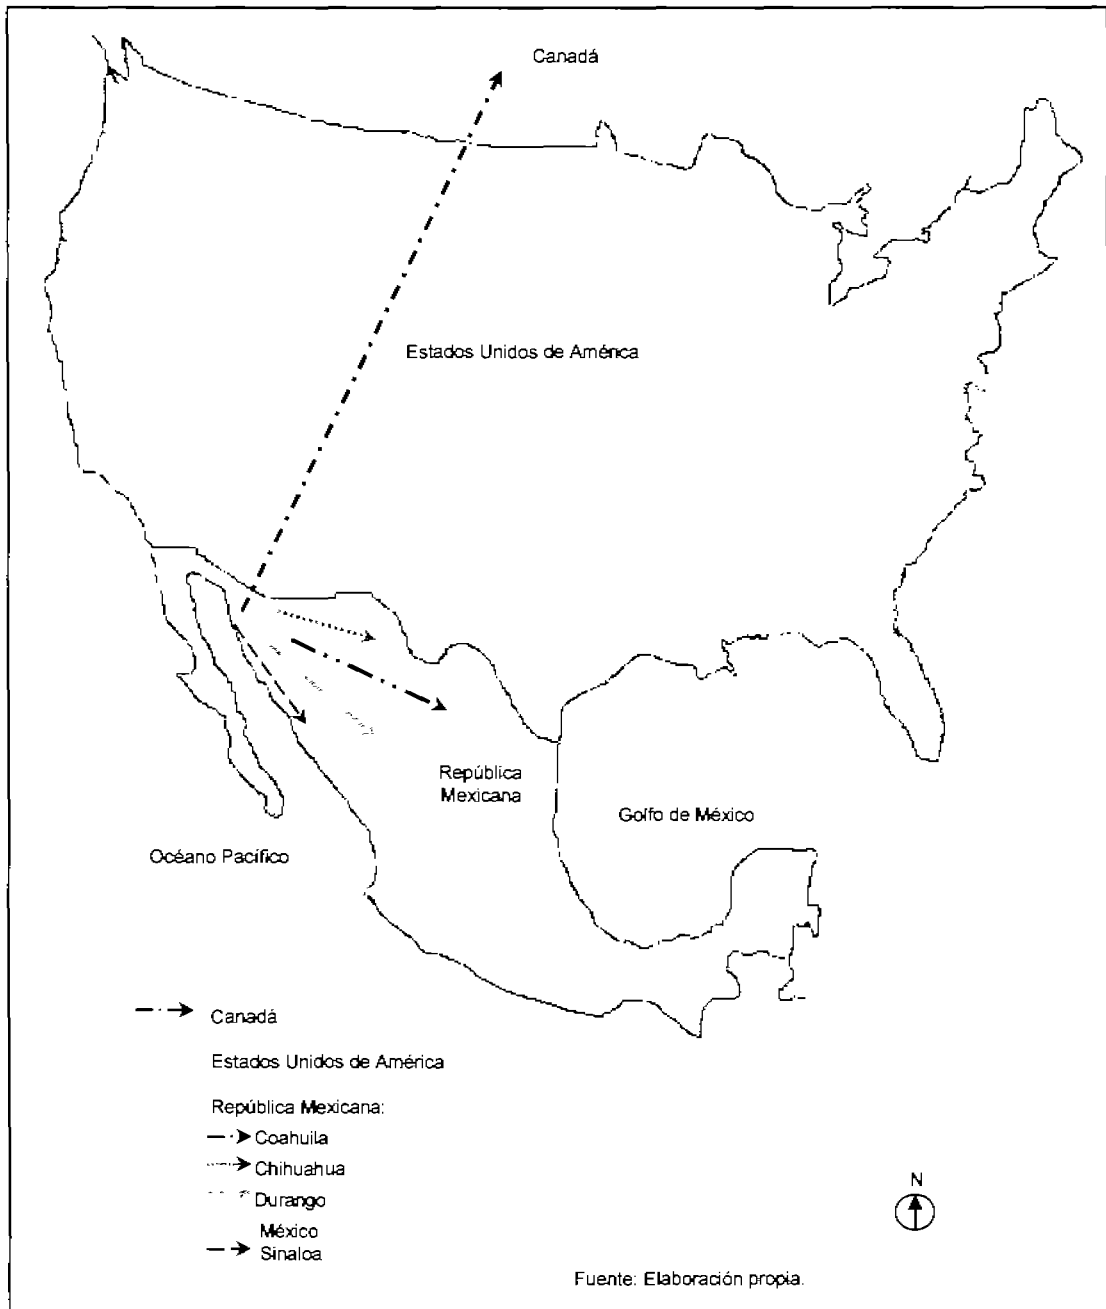 Canadá
Estados Unidos de América
República
Mexicana
Golfo de México
Océano Pacífico
Canadá
Estados Unidos de América
República Mexicana:
Coahuila
Chihuahua
Durango
México
Sinaloa
N
Fuente: Elaboración propia.